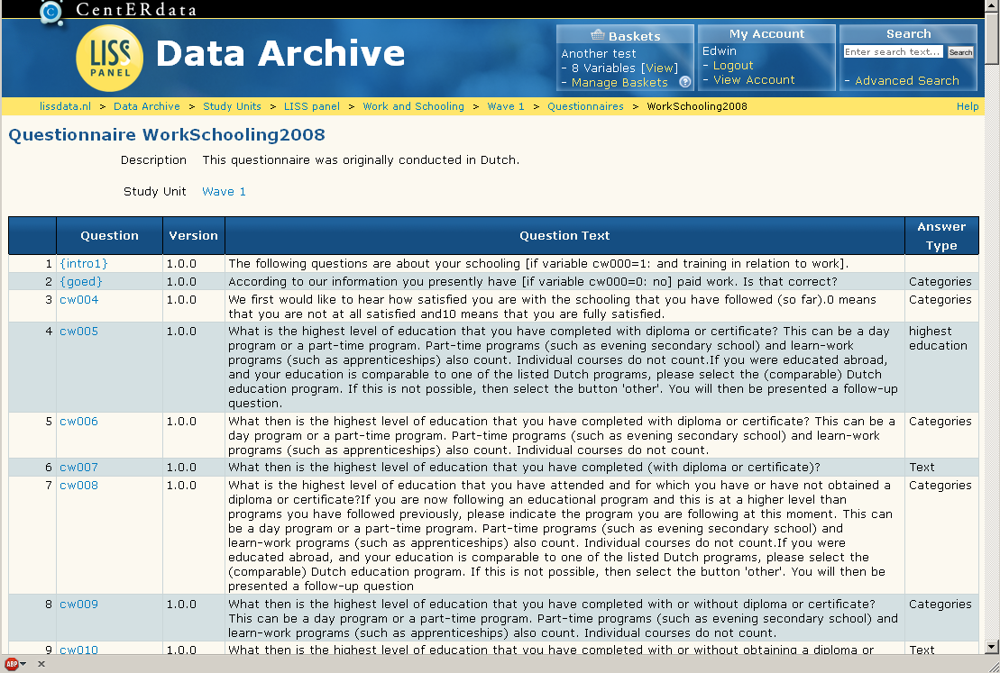 CentERdata
LISS PANEL
Data Archive
Baskets
Another test
- 8 Variables [View]
- Manage Baskets ?
My Account
Edwin
- Logout
- View Account
Search
Enter search text... Search
- Advanced Search
lissdata.nl > Data Archive > Study Units > LISS panel > Work and Schooling > Wave 1 > Questionnaires > WorkSchooling2008 Help
Questionnaire WorkSchooling2008
Description This questionnaire was originally conducted in Dutch.
Study Unit Wave 1
Question Version Question Text Answer Type
1 {intro1} 1.0.0 The following questions are about your schooling [if variable cw000=1: and training in relation to work].
2 {goed} 1.0.0 According to our information you presently have [if variable cw000=0: no] paid work. Is that correct? Categories
3 cw004 1.0.0 We first would like to hear how satisfied you are with the schooling that you have followed (so far).0 means Categories
that you are not at all satisfied and10 means that you are fully satisfied.
4 cw005 1.0.0 What is the highest level of education that you have completed with diploma or certificate? This can be a day highest
program or a part-time program. Part-time programs (such as evening secondary school) and learn-work education
programs (such as apprenticeships) also count. Individual courses do not count.If you were educated abroad,
and your education is comparable to one of the listed Dutch programs, please select the (comparable) Dutch
education program. If this is not possible, then select the button 'other'. You will then be presented a follow-up
question.
5 cw006 1.0.0 What then is the highest level of education that you have completed with diploma or certificate? This can be a Categories
day program or a part-time program. Part-time programs (such as evening secondary school) and learn-work
programs (such as apprenticeships) also count. Individual courses do not count.
6 cw007 1.0.0 What then is the highest level of education that you have completed (with diploma or certificate)? Text
7 cw008 1.0.0 What is the highest level of education that you have attended and for which you have or have not obtained a Categories
diploma or certificate?If you are now following an educational program and this is at a higher level than
programs you have followed previously, please indicate the program you are following at this moment. This can
be a day program or a part-time program. Part-time programs (such as evening secondary school) and
learn-work programs (such as apprenticeships) also count. Individual courses do not count.If you were
educated abroad, and your education is comparable to one of the listed Dutch programs, please select the
(comparable) Dutch education program. If this is not possible, then select the button 'other'. You will then be
presented a follow-up question
8 cw009 1.0.0 What then is the highest level of education that you have completed with or without diploma or certificate? Categories
This can be a day program or a part-time program. Part-time programs (such as evening secondary school) and
learn-work programs (such as apprenticeships) also count. Individual courses do not count.
9 cw010 1.0.0 What then is the highest level of education that you have completed with or without obtaining a diploma or Text
ABP